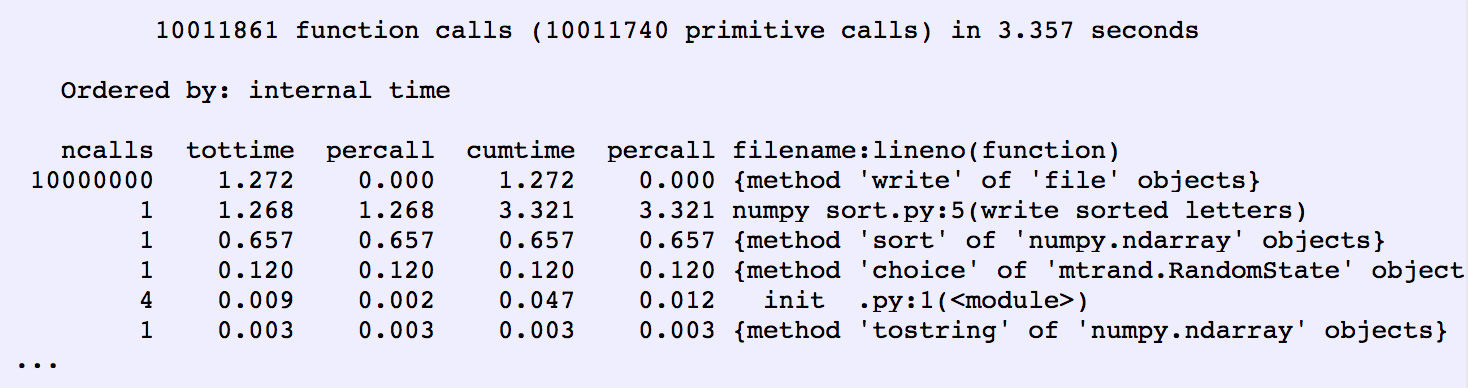 10011861 function calls (10011740 primitive calls) in 3.357 seconds
Ordered by: internal time
ncalls tottime percall cumtime percall filename:lineno(function)
10000000 1.272 0.000 1.272 0.000 {method 'write' of 'file' objects}
1 1.268 1.268 3.321 3.321 numpy sort.py:5(write sorted letters)
1 0.657 0.657 0.657 0.657 {method 'sort' of 'numpy.ndarray' objects}
1 0.120 0.120 0.120 0.120 {method 'choice' of 'mtrand.RandomState' object
4 0.009 0.002 0.047 0.012 init .py:1(<module>)
1 0.003 0.003 0.003 0.003 {method 'tostring' of 'numpy.ndarray' objects}
...